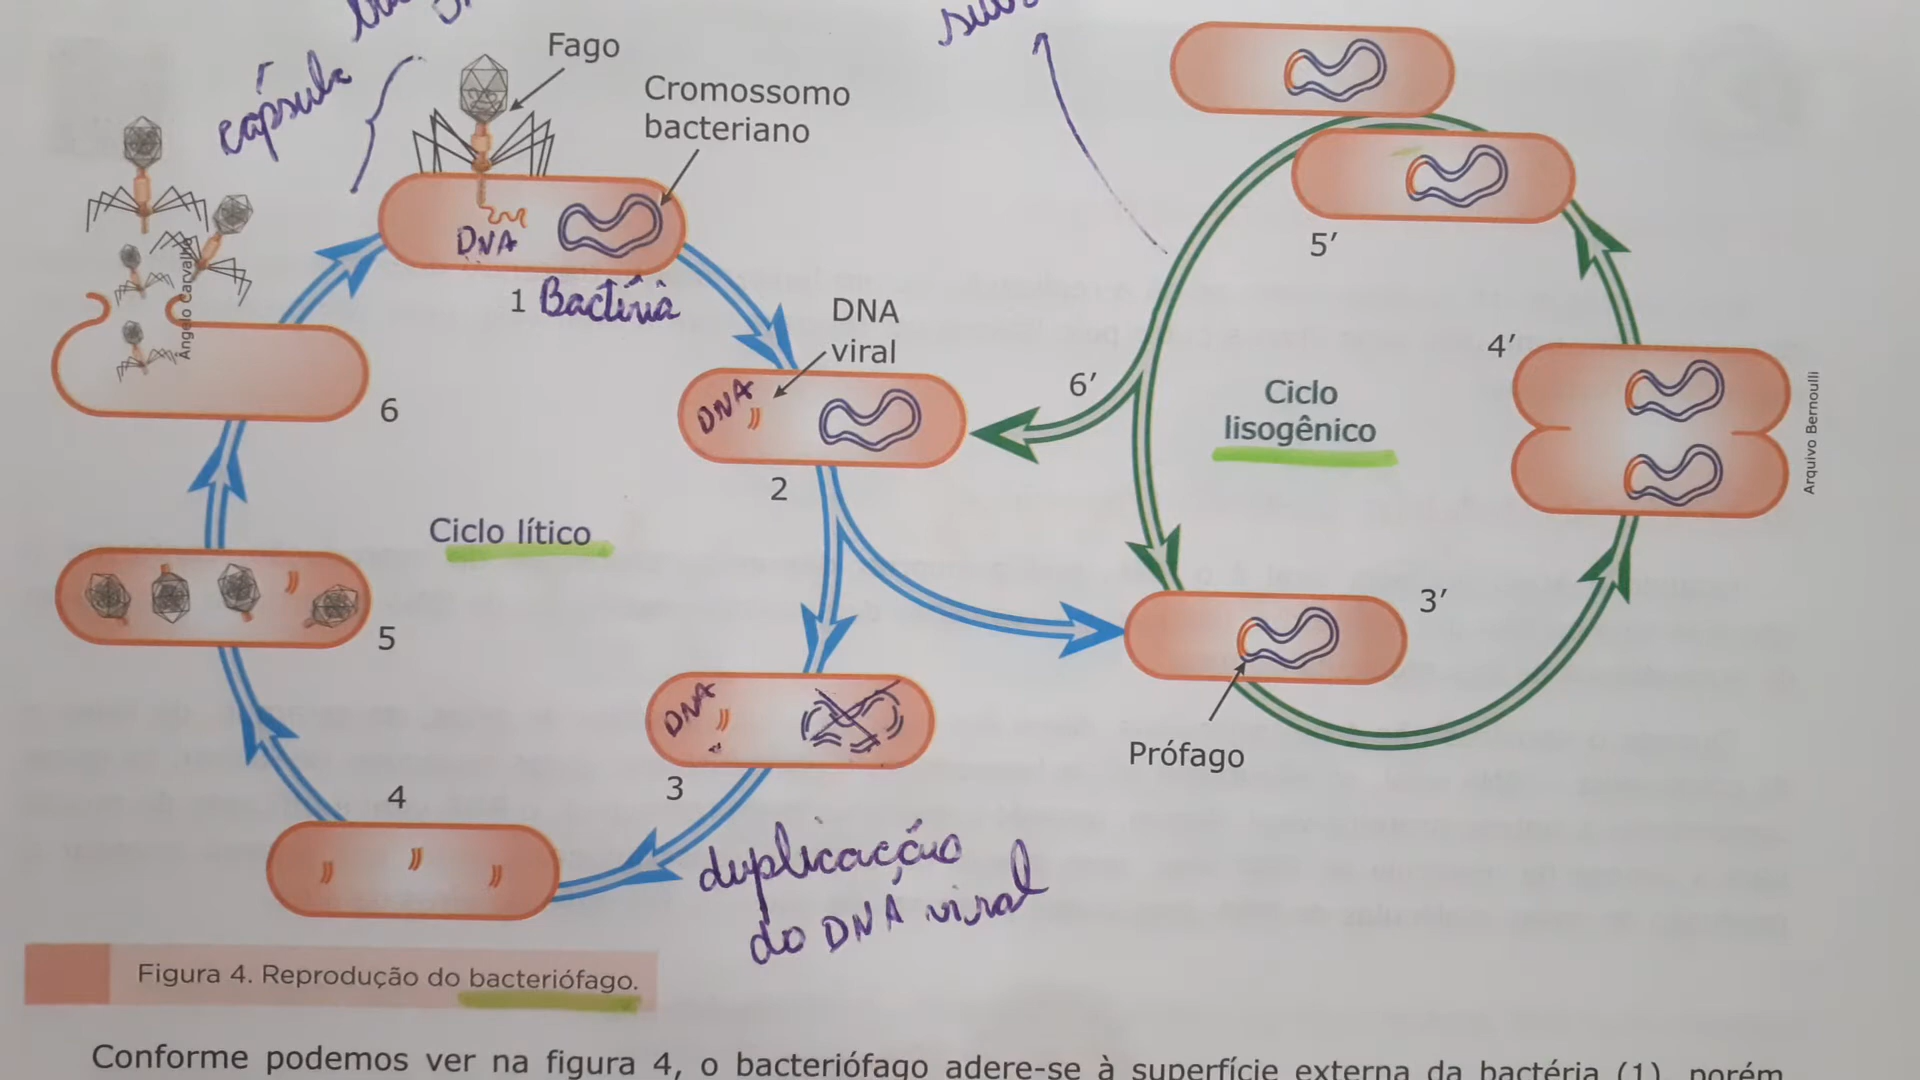 cápsula
Fago
Cromossomo
bacteriano
DNA
1 Bactéria
Ângelo Carvalho
6
DNA
viral
DNA
2
Ciclo lítico
5
DNA
3
4
duplicação
do DNA viral
5′
6′
Ciclo
lisogênico
4′
Arquivo Bernoulli
3′
Prófago
Figura 4. Reprodução do bacteriófago.
Conforme podemos ver na figura 4, o bacteriófago adere-se à superfície externa da bactéria (1), porém